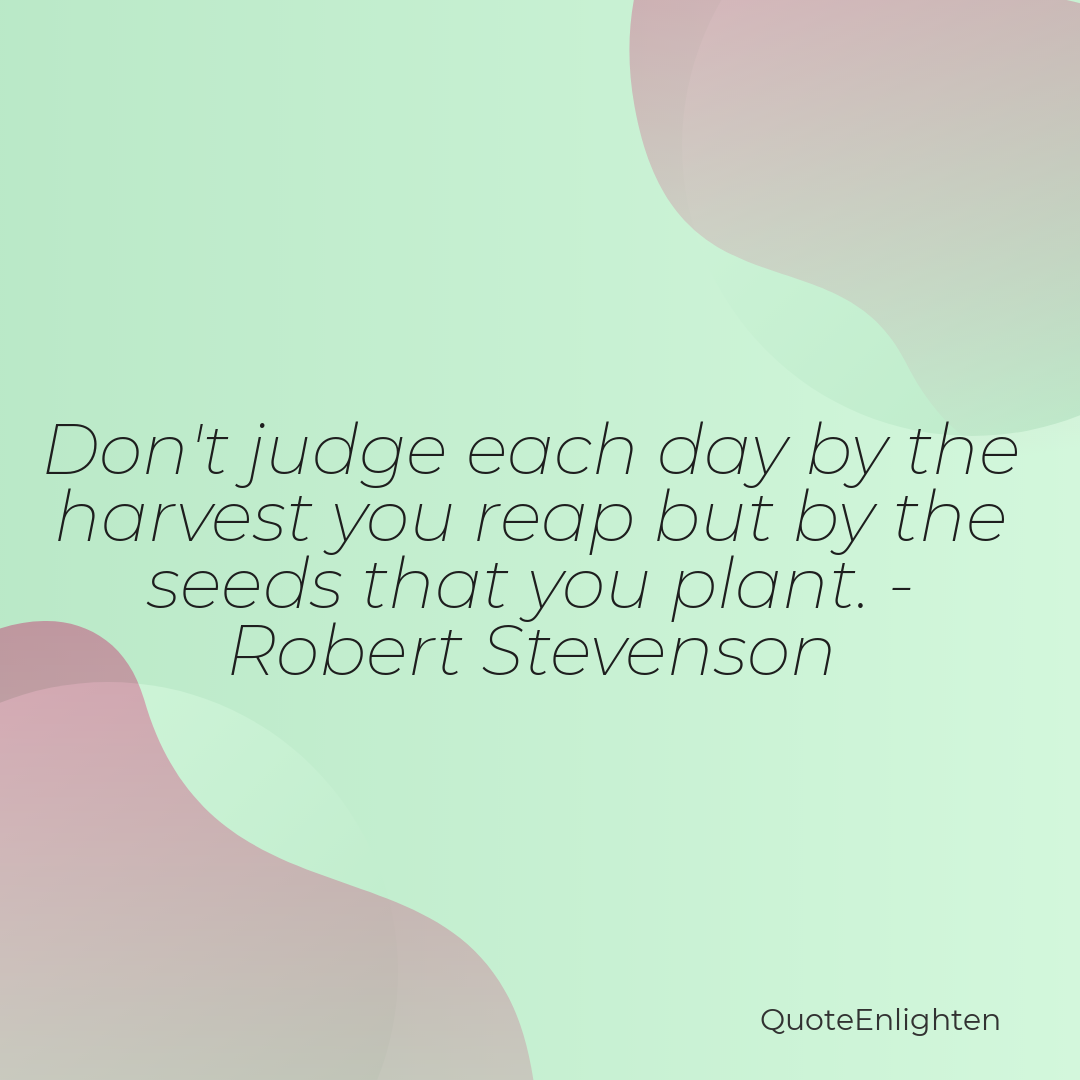 Don't judge each day by the
harvest you reap but by the
seeds that you plant. -
Robert Stevenson
QuoteEnlighten